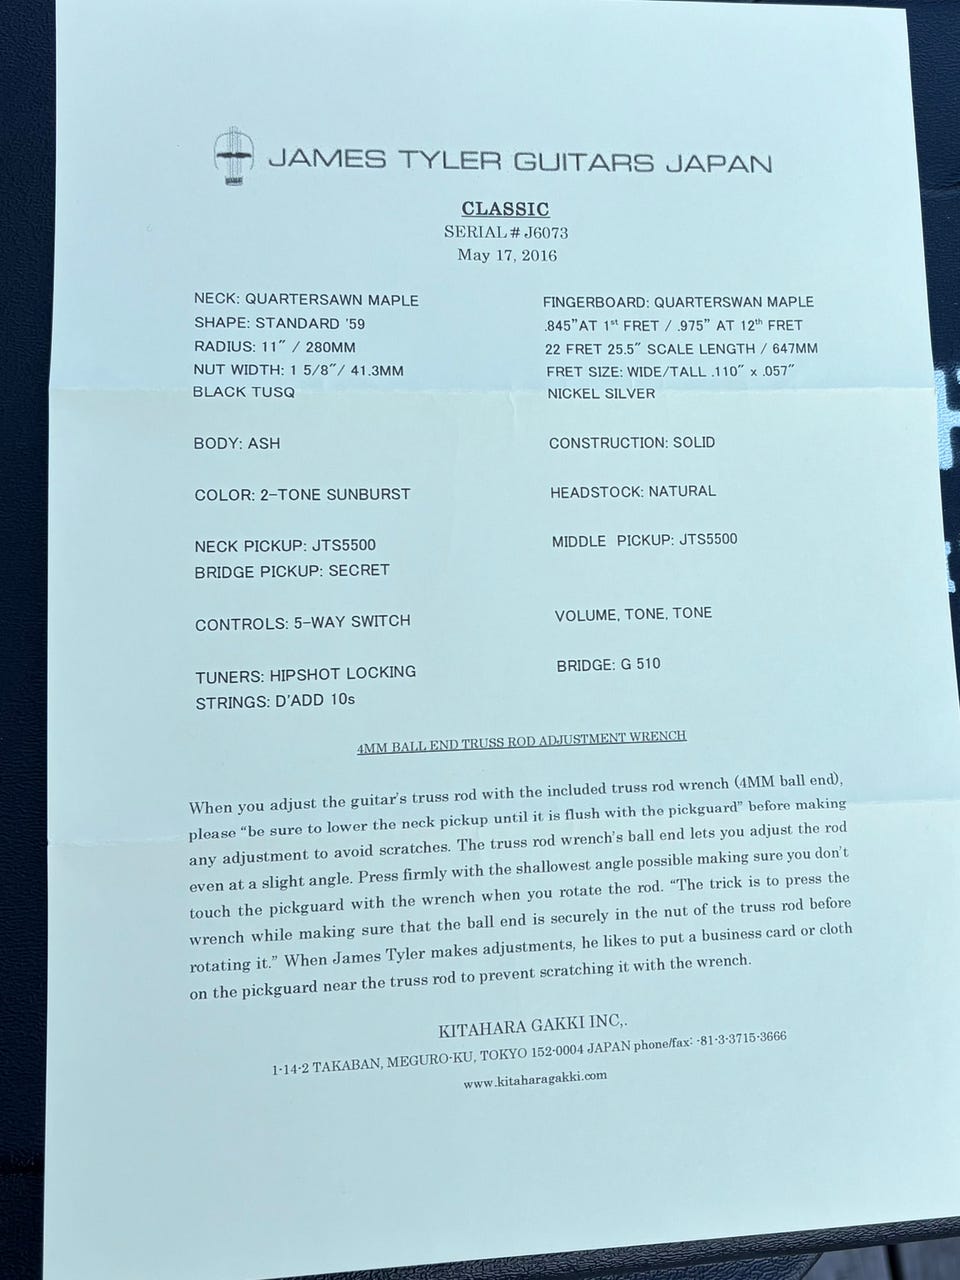 JAMES TYLER GUITARS JAPAN
CLASSIC
SERIAL # J6073
May 17, 2016
NECK: QUARTERSAWN MAPLE
FINGERBOARD: QUARTERSWAN MAPLE
SHAPE: STANDARD '59
.845”AT 1st FRET / .975” AT 12th FRET
RADIUS: 11” / 280MM
22 FRET 25.5” SCALE LENGTH / 647MM
NUT WIDTH: 1 5/8”/ 41.3MM
FRET SIZE: WIDE/TALL .110” x .057”
BLACK TUSQ
NICKEL SILVER
BODY: ASH
CONSTRUCTION: SOLID
COLOR: 2-TONE SUNBURST
HEADSTOCK: NATURAL
NECK PICKUP: JTS5500
MIDDLE PICKUP: JTS5500
BRIDGE PICKUP: SECRET
CONTROLS: 5-WAY SWITCH
VOLUME, TONE, TONE
TUNERS: HIPSHOT LOCKING
BRIDGE: G 510
STRINGS: D'ADD 10s
4MM BALL END TRUSS ROD ADJUSTMENT WRENCH
When you adjust the guitar's truss rod with the included truss rod wrench (4MM ball end),
please “be sure to lower the neck pickup until it is flush with the pickguard” before making
any adjustment to avoid scratches. The truss rod wrench's ball end lets you adjust the rod
even at a slight angle. Press firmly with the shallowest angle possible making sure you don't
touch the pickguard with the wrench when you rotate the rod. “The trick is to press the
wrench while making sure that the ball end is securely in the nut of the truss rod before
rotating it.” When James Tyler makes adjustments, he likes to put a business card or cloth
on the pickguard near the truss rod to prevent scratching it with the wrench.
KITAHARA GAKKI INC,.
1-14-2 TAKABAN, MEGURO-KU, TOKYO 152-0004 JAPAN phone/fax: -81-3-3715-3666
www.kitaharagakki.com